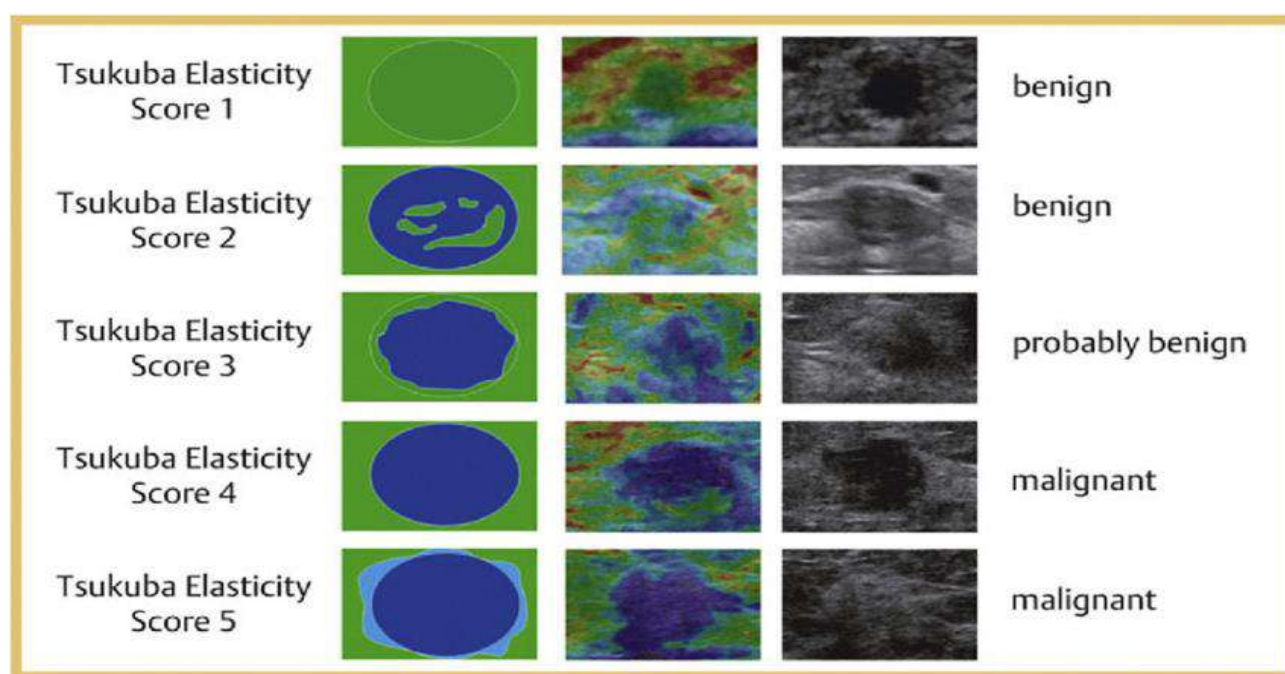 Tsukuba Elasticity
Score 1
benign
Tsukuba Elasticity
Score 2
benign
Tsukuba Elasticity
Score 3
probably benign
Tsukuba Elasticity
Score 4
malignant
Tsukuba Elasticity
Score 5
malignant